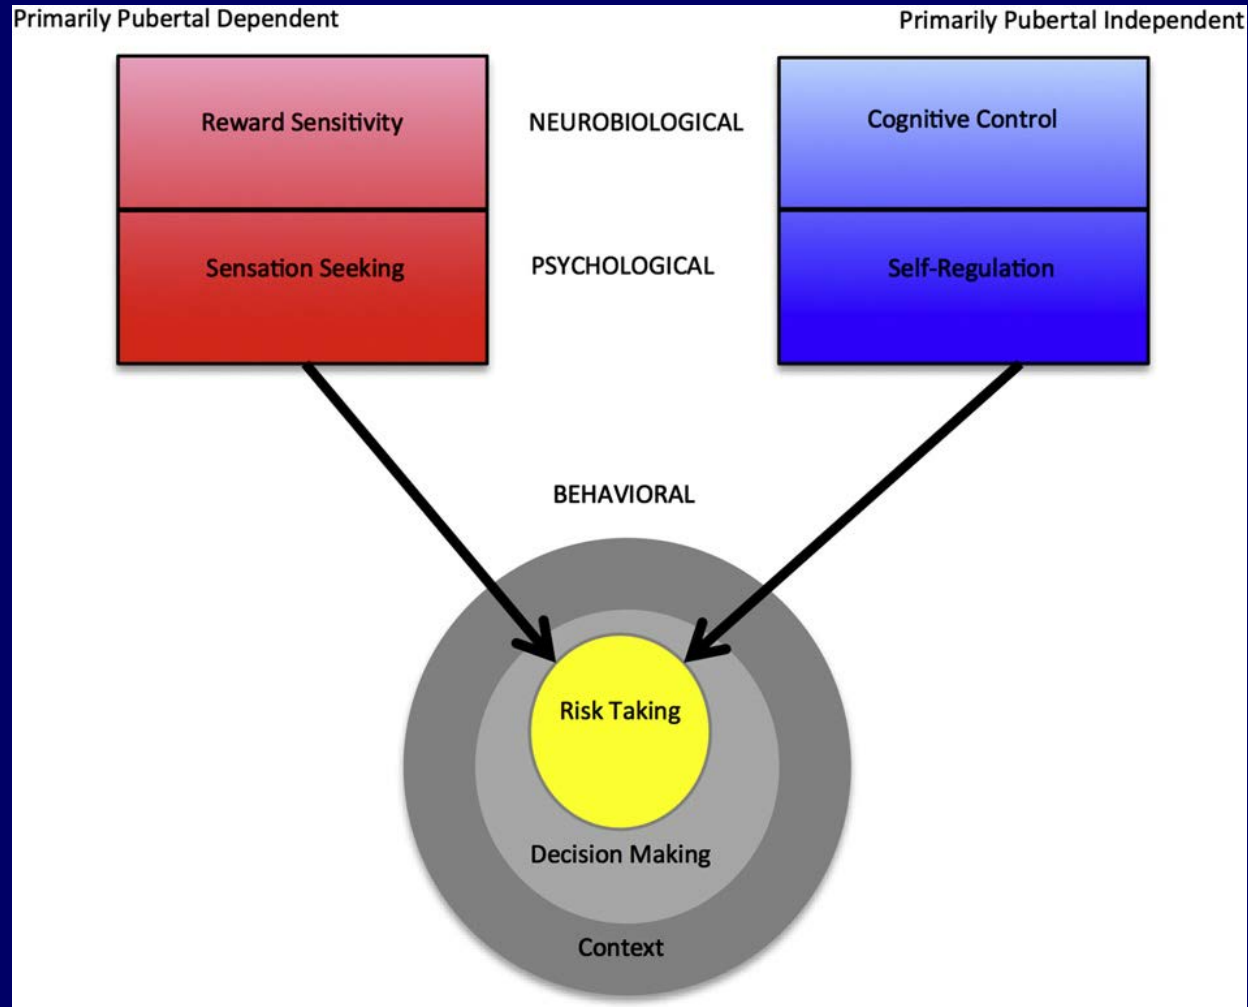 Primarily Pubertal Dependent
Primarily Pubertal Independent
Reward Sensitivity
NEUROBIOLOGICAL
Cognitive Control
Sensation Seeking
PSYCHOLOGICAL
Self-Regulation
BEHAVIORAL
Risk Taking
Decision Making
Context